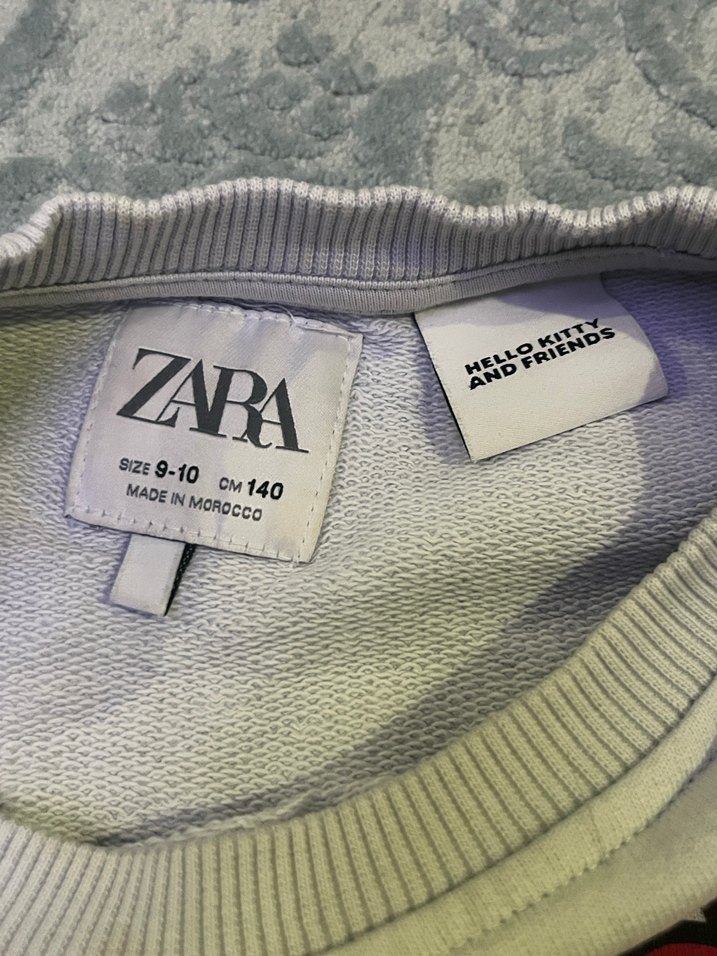 ZARA
SIZE 9-10 CM 140
MADE IN MOROCCO
HELLO KITTY
AND FRIENDS